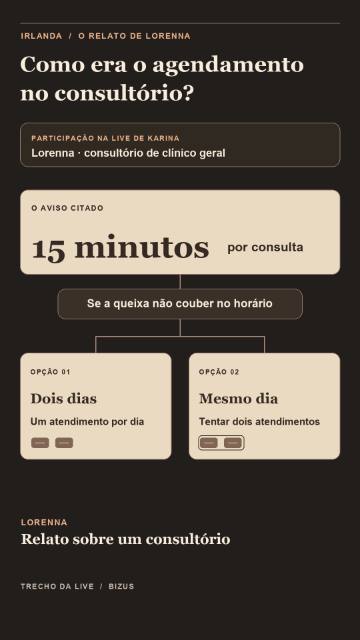 IRLANDA / O RELATO DE LORENNA
Como era o agendamento
no consultório?
PARTICIPAÇÃO NA LIVE DE KARINA
Lorenna · consultório de clínico geral
O AVISO CITADO
15 minutos por consulta
Se a queixa não couber no horário
OPÇÃO 01
Dois dias
Um atendimento por dia
OPÇÃO 02
Mesmo dia
Tentar dois atendimentos
LORENNA
Relato sobre um consultório
TRECHO DA LIVE / BIZUS